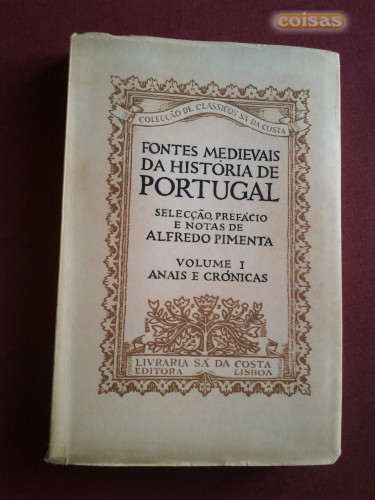 coisas
COLECÇÃO DE CLÁSSICOS SÁ DA COSTA
FONTES MEDIEVAIS
DA HISTÓRIA DE
PORTUGAL
SELECÇÃO, PREFÁCIO
E NOTAS DE
ALFREDO PIMENTA
VOLUME I
ANAIS E CRÓNICAS
LIVRARIA SÁ DA COSTA
EDITORA LISBOA